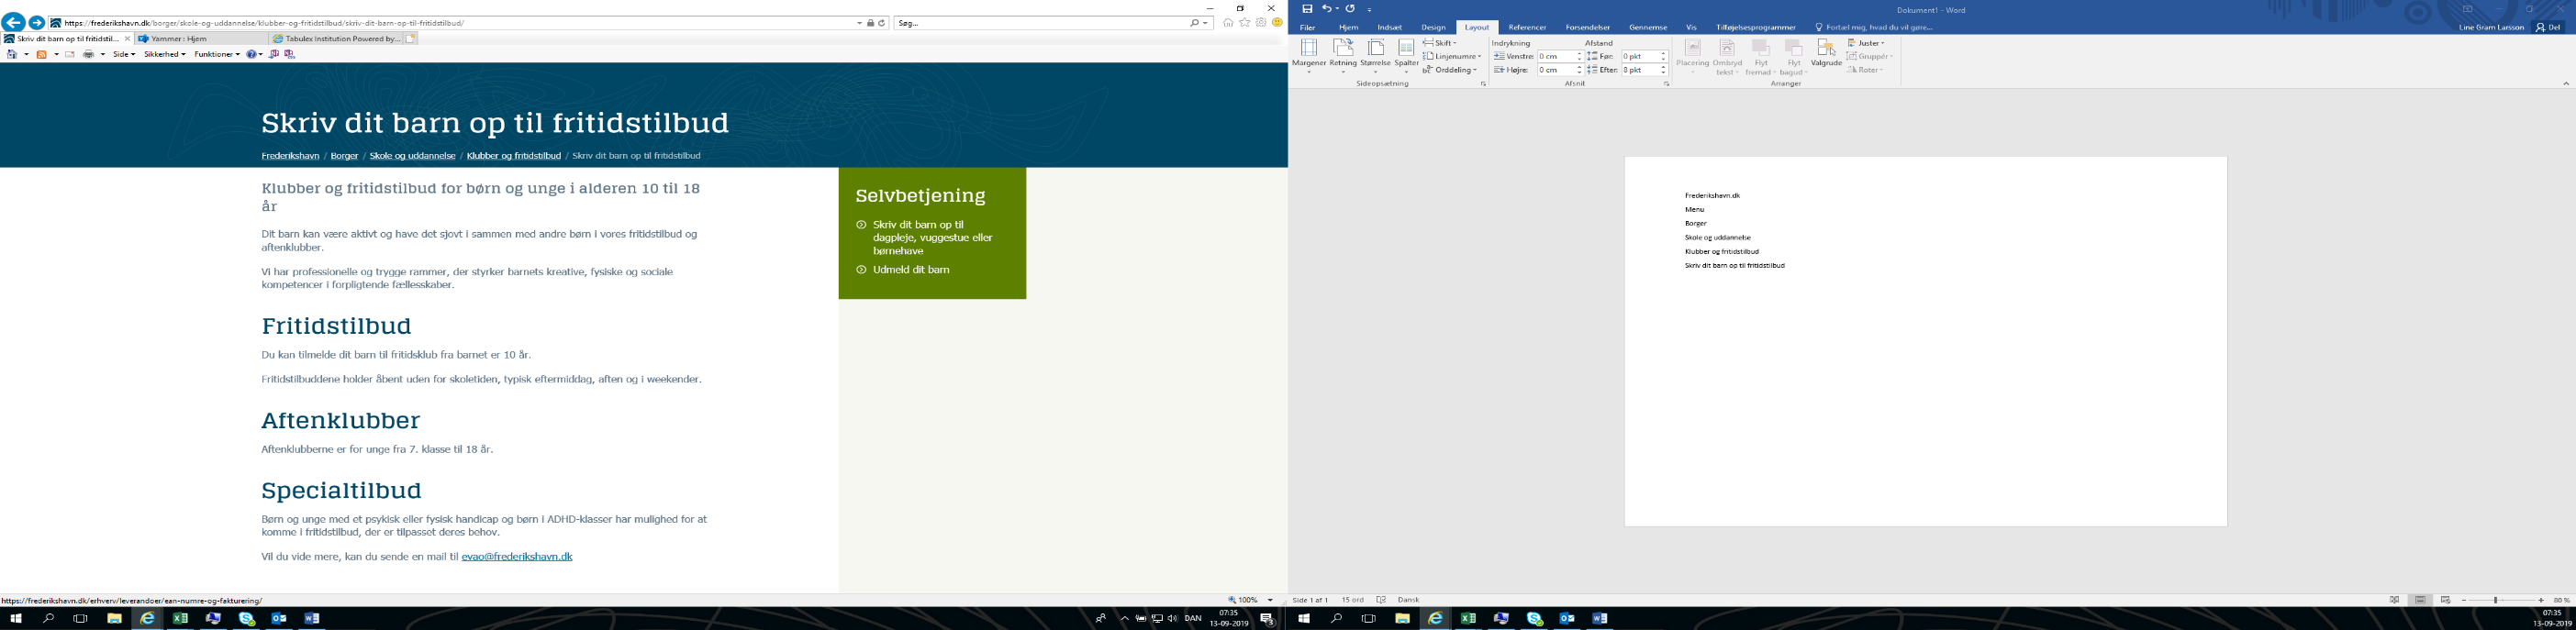 https://frederikshavn.dk/borger/skole-og-uddannelse/klubber-og-fritidstilbud/skriv-dit-barn-op-til-fritidstilbud/
Søg...
Skriv dit barn op til fritidstil...
Yammer : Hjem
Tabulex Institution Powered by...
Side
Sikkerhed
Funktioner
Skriv dit barn op til fritidstilbud
Frederikshavn / Borger / Skole og uddannelse / Klubber og fritidstilbud / Skriv dit barn op til fritidstilbud
Klubber og fritidstilbud for børn og unge i alderen 10 til 18
år
Dit barn kan være aktivt og have det sjovt i sammen med andre børn i vores fritidstilbud og
aftenklubber.
Vi har professionelle og trygge rammer, der styrker barnets kreative, fysiske og sociale
kompetencer i forpligtende fællesskaber.
Fritidstilbud
Du kan tilmelde dit barn til fritidsklub fra barnet er 10 år.
Fritidstilbuddene holder åbent uden for skoletiden, typisk eftermiddag, aften og i weekender.
Aftenklubber
Aftenklubberne er for unge fra 7. klasse til 18 år.
Specialtilbud
Børn og unge med et psykisk eller fysisk handicap og børn i ADHD-klasser har mulighed for at
komme i fritidstilbud, der er tilpasset deres behov.
Vil du vide mere, kan du sende en mail til evao@frederikshavn.dk
Selvbetjening
Skriv dit barn op til
dagpleje, vuggestue eller
børnehave
Udmeld dit barn
https://frederikshavn.dk/erhverv/leverandoer/ean-numre-og-fakturering/
100%
DAN
07:35
13-09-2019
Dokument1 - Word
Filer Hjem Indsæt Design Layout Referencer Forsendelser Gennemse Vis Tilføjelsesprogrammer Fortæl mig, hvad du vil gøre...
Line Gram Larsson Del
Margener Retning Størrelse Spalter
Skift
Linjenumre
Orddeling
Sideopsætning
Indrykning Afstand
Venstre: 0 cm Før: 0 pkt
Højre: 0 cm Efter: 8 pkt
Afsnit
Placering Ombryd tekst Flyt fremad Flyt bagud Valgrude
Juster
Gruppér
Roter
Arranger
Frederikshavn.dk
Menu
Borger
Skole og uddannelse
Klubber og fritidstilbud
Skriv dit barn op til fritidstilbud
Side 1 af 1 15 ord Dansk
80 %
07:35
13-09-2019